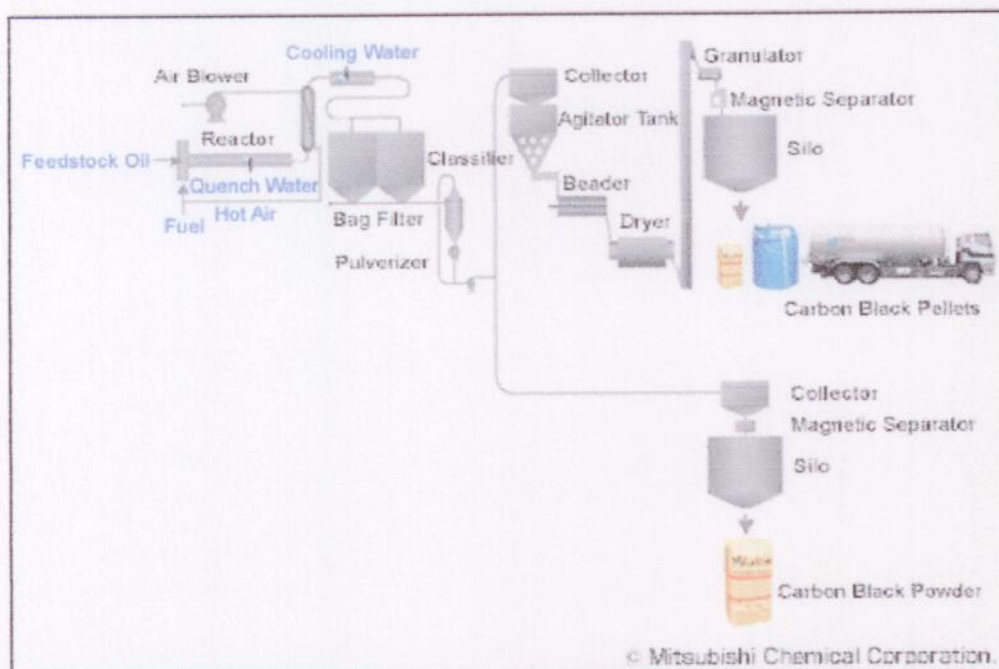 Cooling Water
Air Blower
Reactor
Feedstock Oil
Quench Water
Hot Air
Fuel
Bag Filter
Classifier
Pulverizer
Collector
Agitator Tank
Beader
Dryer
Granulator
Magnetic Separator
Silo
Carbon Black Pellets
Collector
Magnetic Separator
Silo
Carbon Black Powder
© Mitsubishi Chemical Corporation